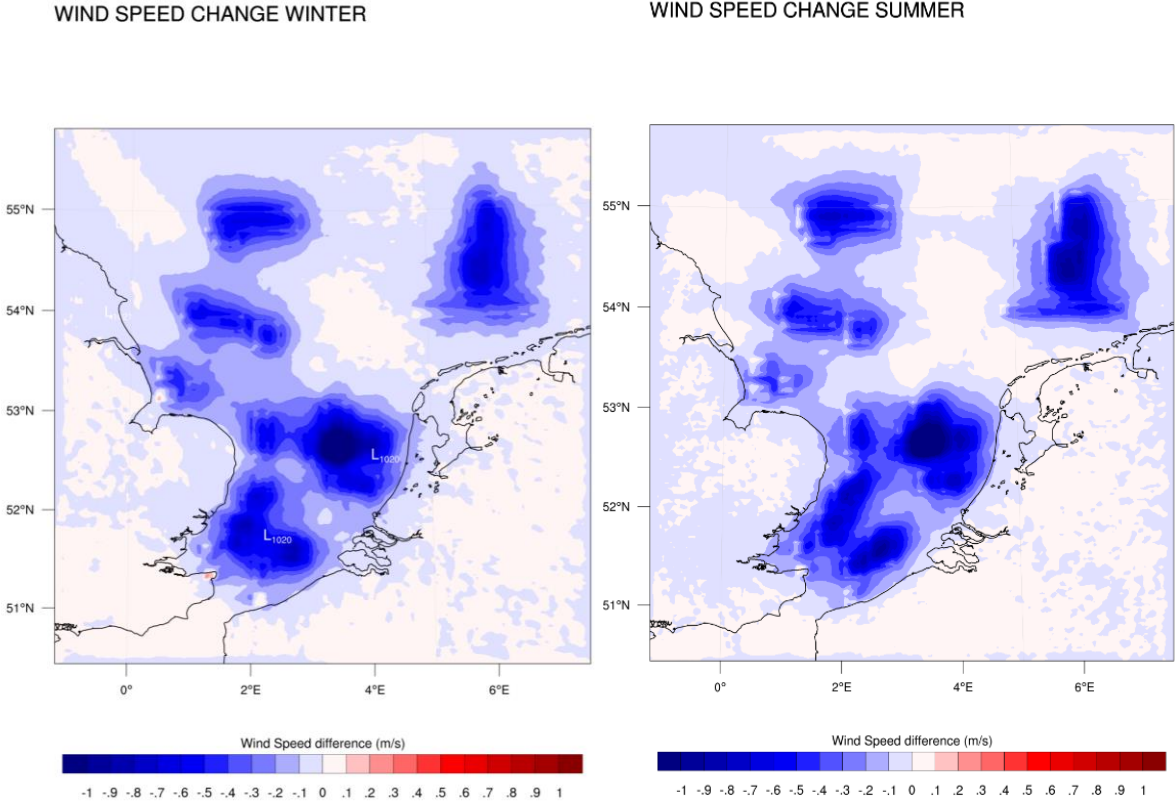 WIND SPEED CHANGE WINTER
WIND SPEED CHANGE SUMMER
55°N
54°N
53°N
52°N
51°N
L1020
L1020
0°
2°E
4°E
6°E
Wind Speed difference (m/s)
-1 -.9 -.8 -.7 -.6 -.5 -.4 -.3 -.2 -.1 0 .1 .2 .3 .4 .5 .6 .7 .8 .9 1
55°N
54°N
53°N
52°N
51°N
0°
2°E
4°E
6°E
Wind Speed difference (m/s)
-1 -.9 -.8 -.7 -.6 -.5 -.4 -.3 -.2 -.1 0 .1 .2 .3 .4 .5 .6 .7 .8 .9 1